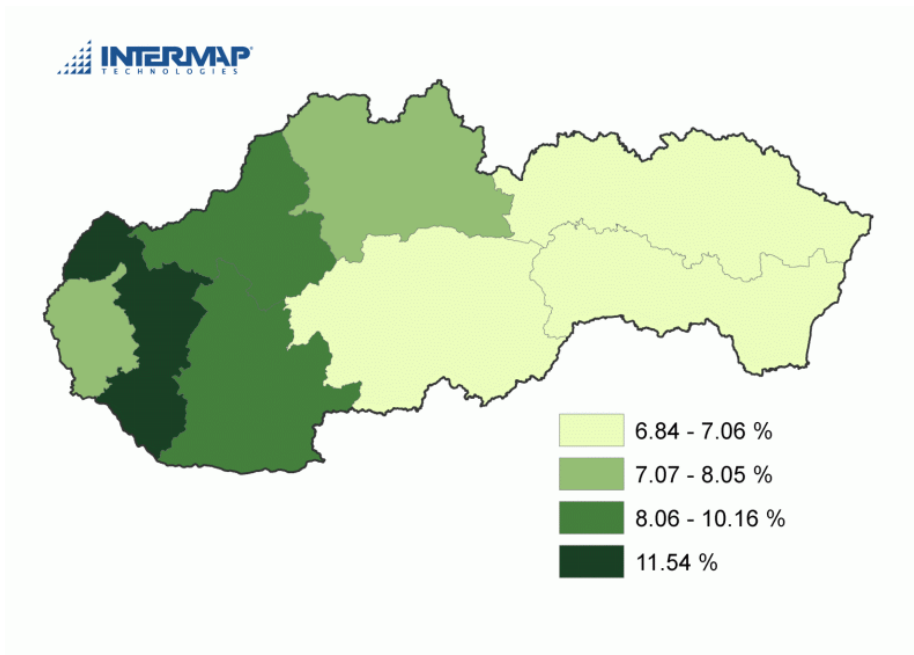 INTERMAP
TECHNOLOGIES
6.84 - 7.06 %
7.07 - 8.05 %
8.06 - 10.16 %
11.54 %